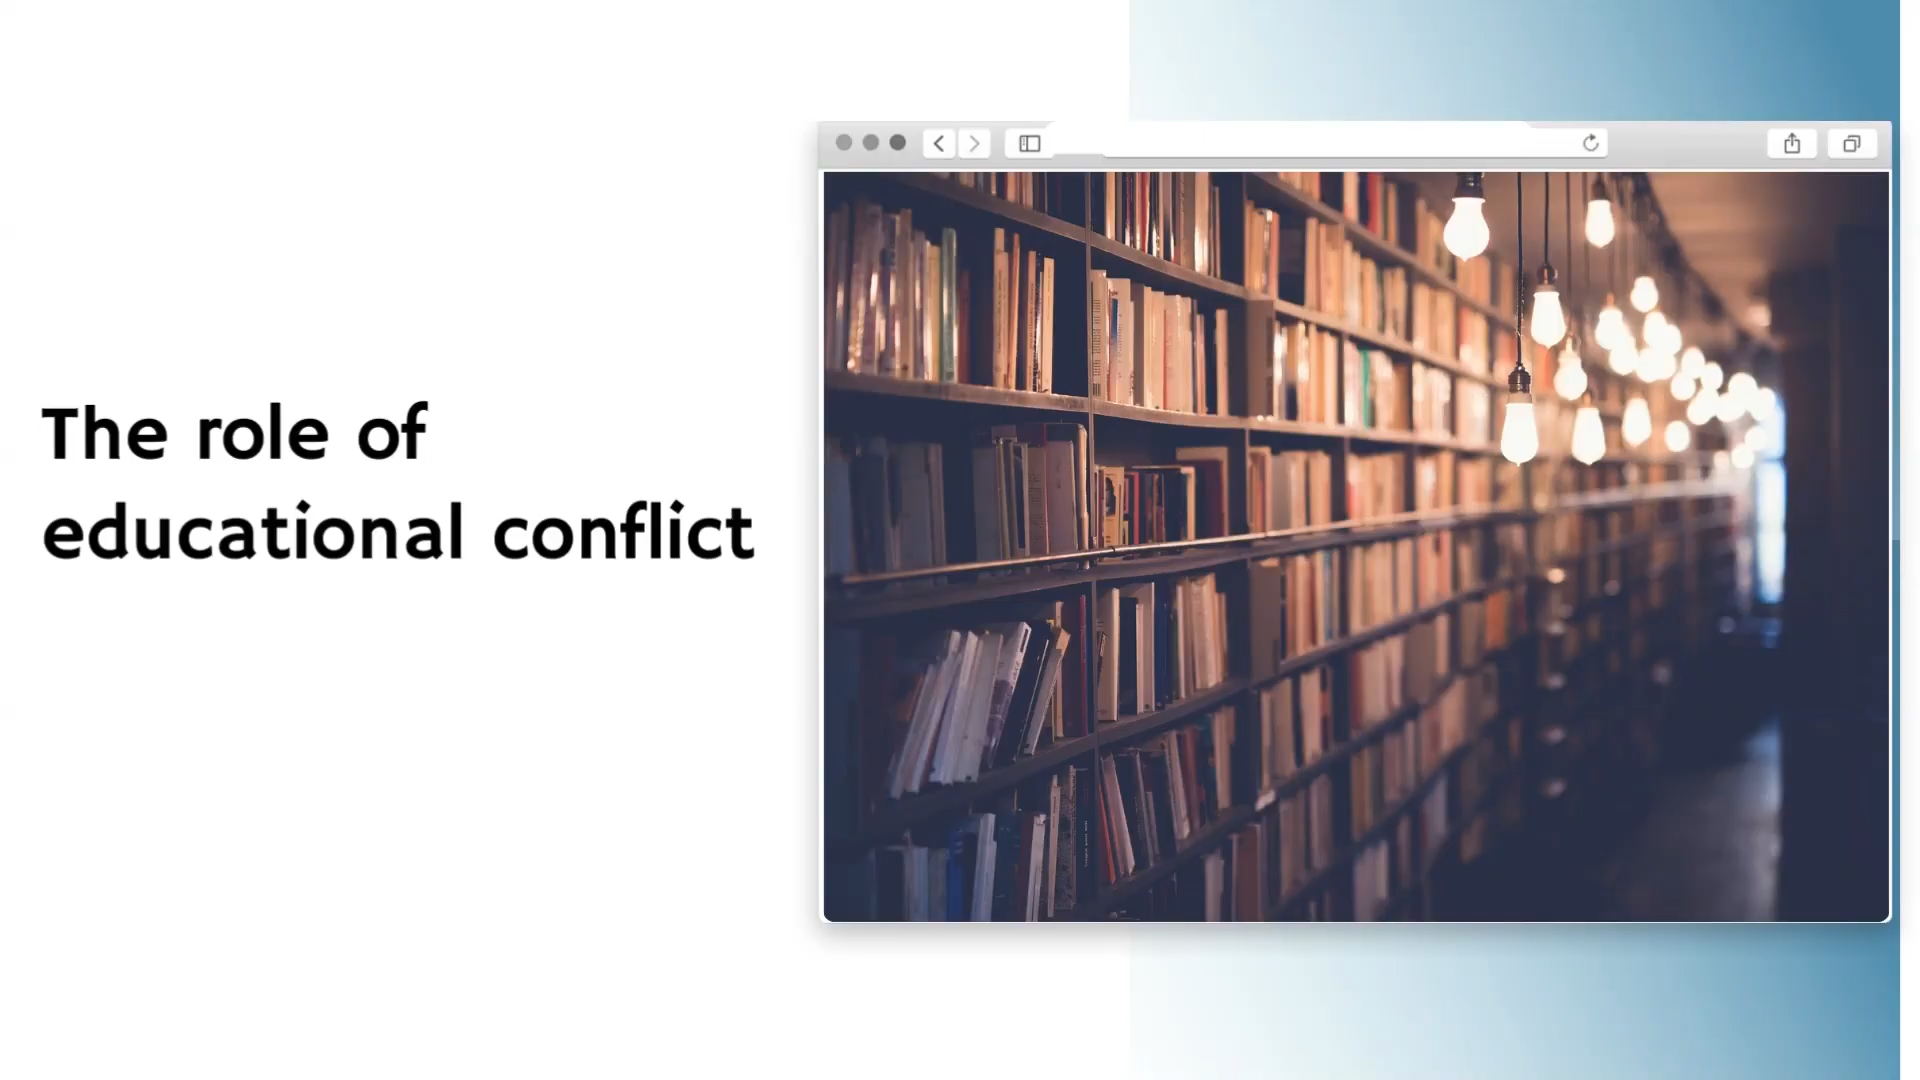 The role of
educational conflict